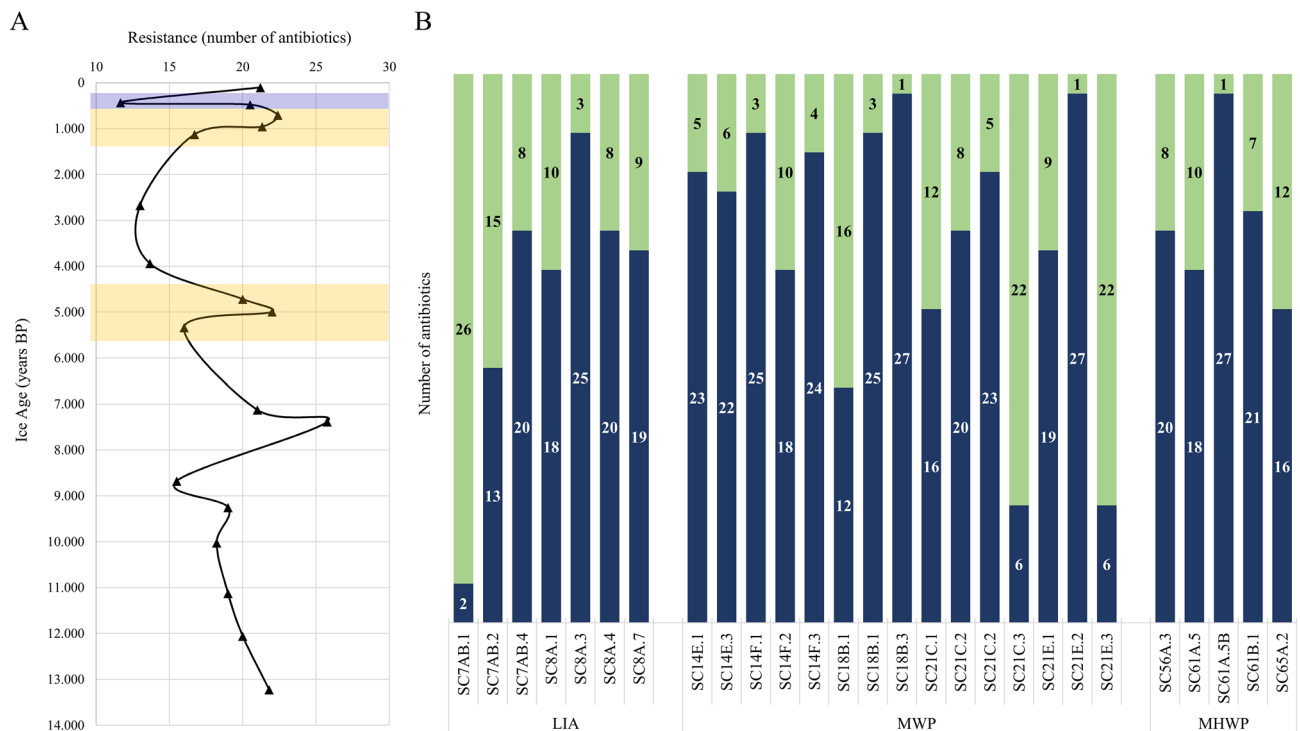 A
Resistance (number of antibiotics)
10 15 20 25 30
Ice Age (years BP)
0
1.000
2.000
3.000
4.000
5.000
6.000
7.000
8.000
9.000
10.000
11.000
12.000
13.000
14.000
B
Number of antibiotics
26 15 8 10 3 8 9 5 6 3 10 4 16 3 1 12 8 5 22 9 1 22 8 10 1 7 12
2 13 20 18 25 20 19 23 22 25 18 24 12 25 27 16 20 23 6 19 27 6 20 18 27 21 16
SC7AB.1
SC7AB.2
SC7AB.4
SC8A.1
SC8A.3
SC8A.4
SC8A.7
SC14E.1
SC14E.3
SC14F.1
SC14F.2
SC14F.3
SC18B.1
SC18B.1
SC18B.3
SC21C.1
SC21C.2
SC21C.2
SC21C.3
SC21E.1
SC21E.2
SC21E.3
SC56A.3
SC61A.5
SC61A.5B
SC61B.1
SC65A.2
LIA MWP MHWP